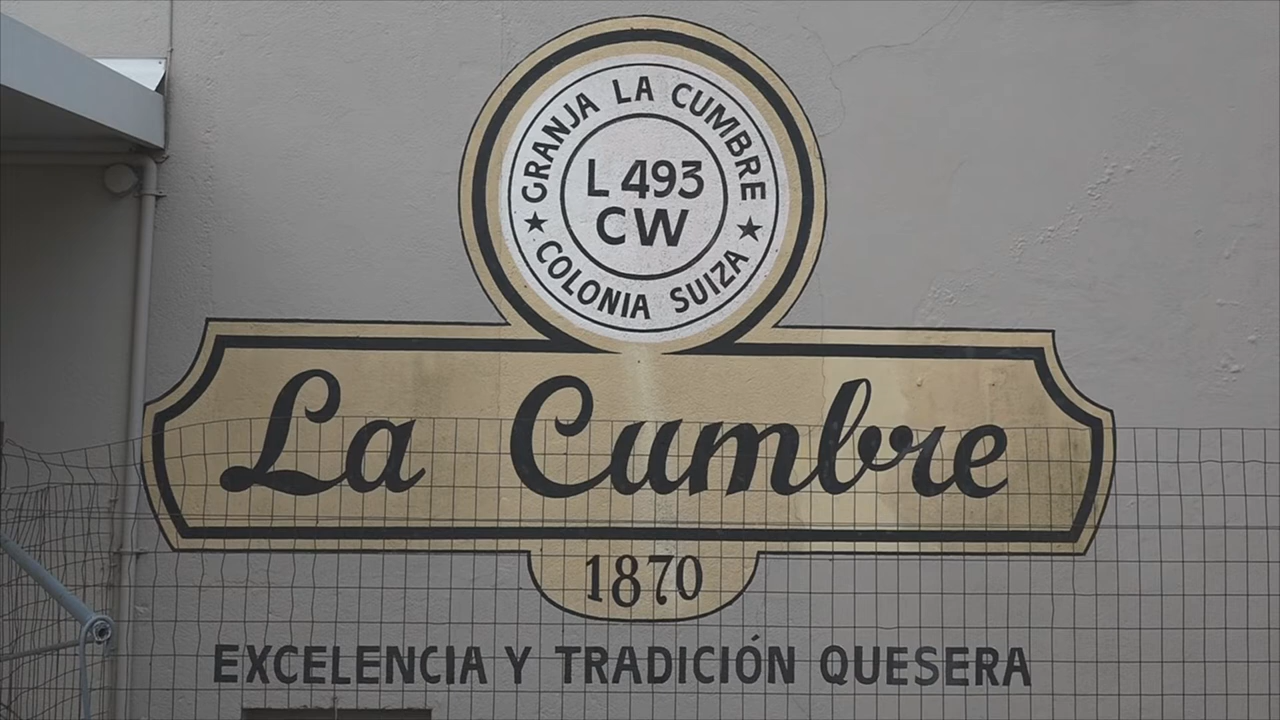 GRANJA LA CUMBRE
L 493
CW
★ COLONIA SUIZA ★
La Cumbre
1870
EXCELENCIA Y TRADICIÓN QUESERA